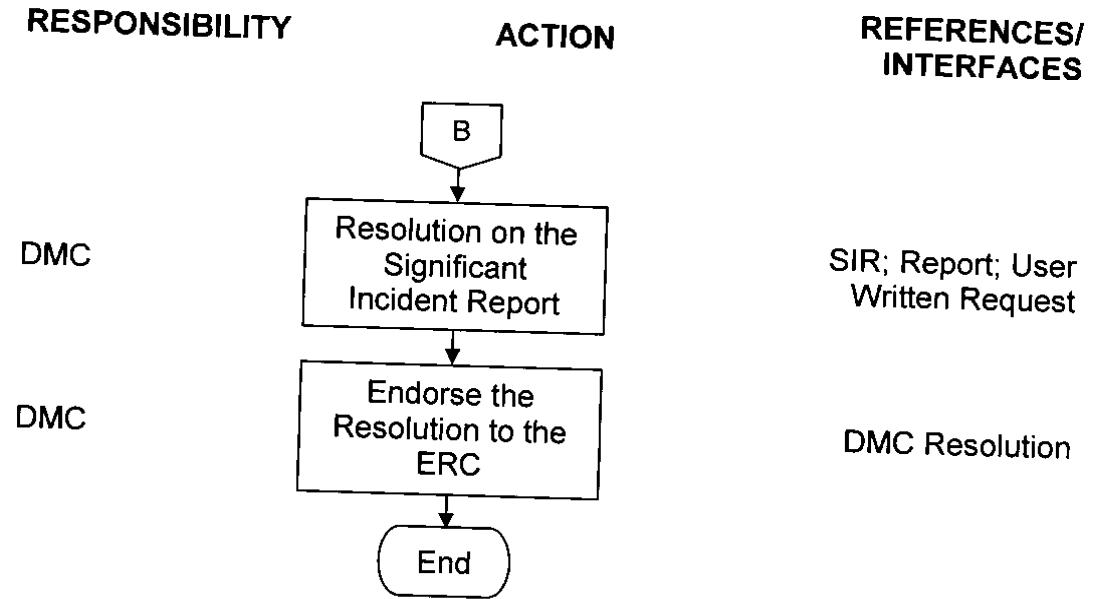 RESPONSIBILITY
ACTION
REFERENCES/
INTERFACES
B
DMC
Resolution on the
Significant
Incident Report
SIR; Report; User
Written Request
DMC
Endorse the
Resolution to the
ERC
DMC Resolution
End